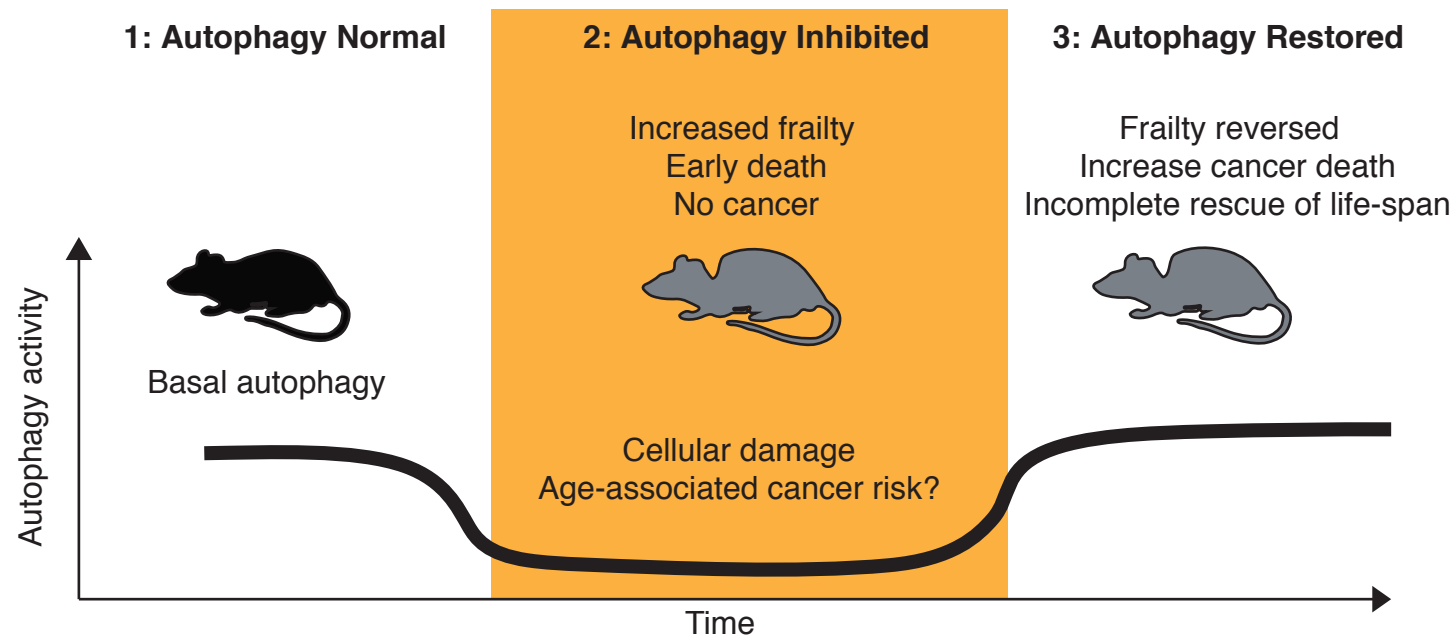 1: Autophagy Normal
2: Autophagy Inhibited
3: Autophagy Restored
Increased frailty
Early death
No cancer
Frailty reversed
Increase cancer death
Incomplete rescue of life-span
Autophagy activity
Basal autophagy
Cellular damage
Age-associated cancer risk?
Time